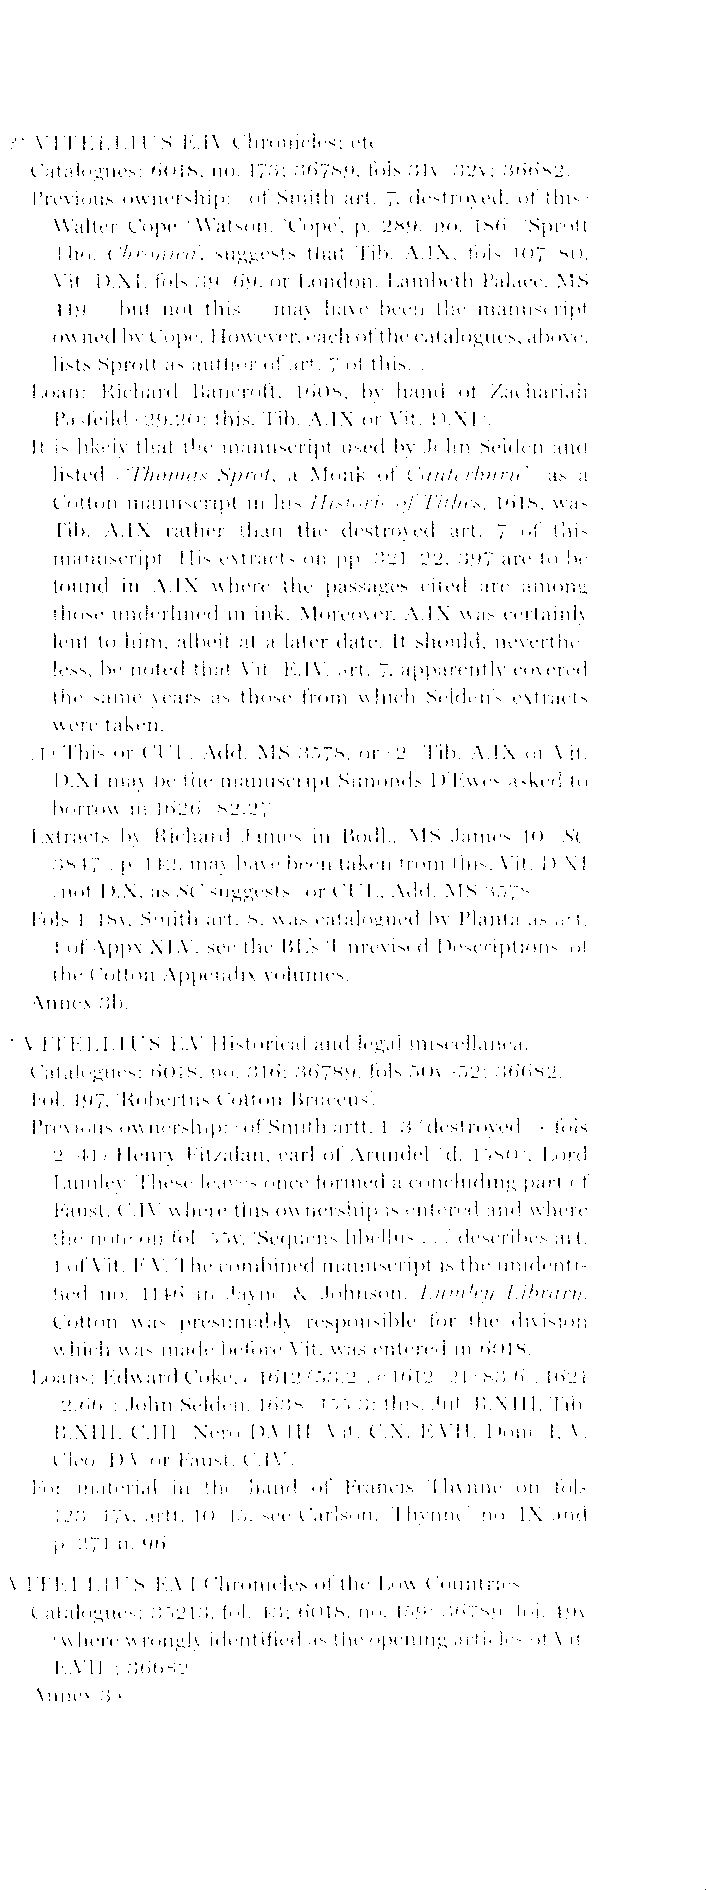 VITELLIUS E.IV Chronicles; etc
Catalogues: 6018, no. 173; 36789, fols 31v–32v; 36682.
Previous ownership: (of Smith art. 7, destroyed, of this)
Walter Cope (Watson, 'Cope', p. 289, no. 186 'Sprott
Tho. Chronica', suggests that Tib. A.IX, fols 107–80,
Vit. D.XI, fols 39–69, or London, Lambeth Palace, MS
419 – but not this – may have been the manuscript
owned by Cope. However, each of the catalogues, above,
lists Sprott as author of art. 7 of this.).
Loan: Richard Bancroft, 1608, by hand of Zachariah
Pasfeild (29.20: this, Tib. A.IX or Vit. D.XI).
It is likely that the manuscript used by John Selden and
listed ('Thomas Sprot, a Monk of Canterburie') as a
Cotton manuscript in his Historie of Tithes, 1618, was
Tib. A.IX rather than the destroyed art. 7 of this
manuscript. His extracts on pp. 321–22, 397 are to be
found in A.IX where the passages cited are among
those underlined in ink. Moreover, A.IX was certainly
lent to him, albeit at a later date. It should, neverthe-
less, be noted that Vit. E.IV, art. 7, apparently covered
the same years as those from which Selden's extracts
were taken.
(1) This or CUL, Add. MS 3578, or (2) Tib. A.IX or Vit.
D.XI may be the manuscript Simonds D'Ewes asked to
borrow in 1626 (82.27)
Extracts by Richard James in Bodl., MS James 10 (SC
3847), p. 142, may have been taken from this, Vit. D.XI
(not D.X, as SC suggests) or CUL, Add. MS 3578
Fols 1–18v, Smith art. 8, was catalogued by Planta as art.
1 of Appx XLV: see the BL's 'Unrevised Descriptions' of
the Cotton Appendix volumes.
Annex 3b.
VITELLIUS E.V Historical and legal miscellanea.
Catalogues: 6018, no. 316; 36789, fols 50v–52; 36682.
Fol. 197, 'Robertus Cotton Bruceus'.
Previous ownership: (of Smith artt. 1–3 (destroyed)–5 fols
2–41) Henry Fitzalan, earl of Arundel (d. 1580), Lord
Lumley. These leaves once formed a concluding part of
Faust. C.IV where this ownership is entered and where
the note on fol. 55v, 'Sequens libellus . . .' describes art.
1 of Vit. E.V. The combined manuscript is the unidenti-
fied no. 1146 in Jayne & Johnson, Lumley Library.
Cotton was presumably responsible for the division
which was made before Vit. was entered in 6018.
Loans: Edward Coke, c. 1612 (53.2), c. 1612–21 (83.6), 1621
(2.66); John Selden, 1638 (155.3: this, Jul. B.XIII, Tib.
B.XIII, C.III, Nero D.VIII, Vit. C.X, E.VII, Dom. I, V,
Cleo. D.V or Faust. C.IV).
For material in the hand of Francis Thynne on fols
123–47v, artt. 10–15, see Carlson, 'Thynne' no. IX and
p. 271 n. 96
VITELLIUS E.VI Chronicles of the Low Countries
Catalogues: 35213, fol. 43; 6018, no. 159; 36789, fol. 49v
(where wrongly identified as the opening articles of Vit.
E.VII); 36682
Annex 3